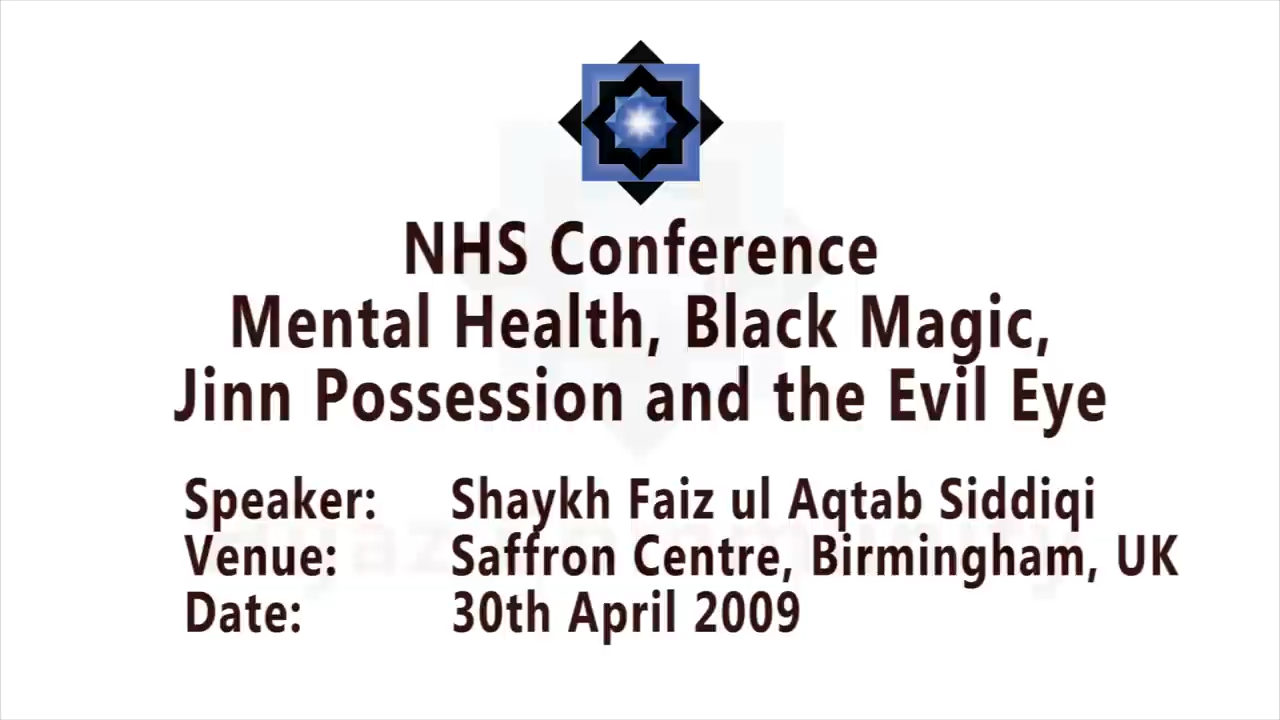 NHS Conference
Mental Health, Black Magic,
Jinn Possession and the Evil Eye
Speaker: Shaykh Faiz ul Aqtab Siddiqi
Venue: Saffron Centre, Birmingham, UK
Date: 30th April 2009